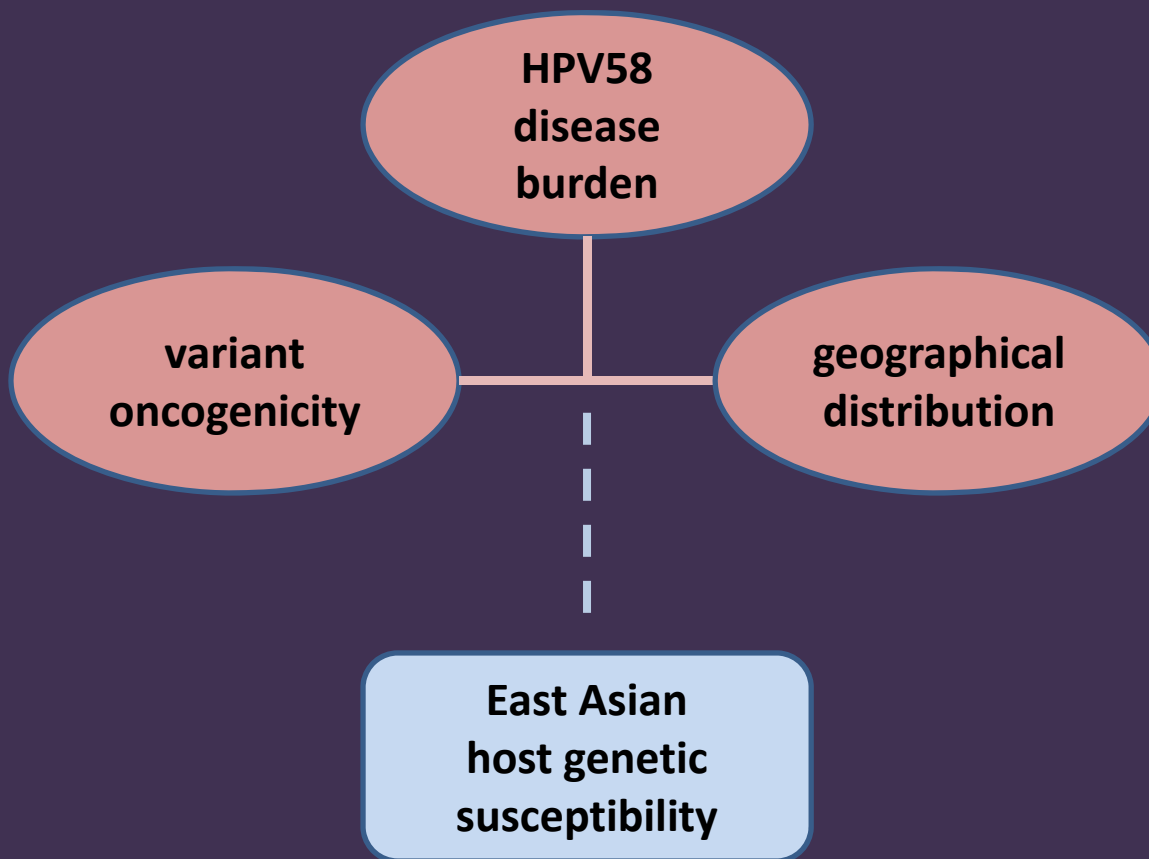 HPV58
disease
burden
variant
oncogenicity
geographical
distribution
East Asian
host genetic
susceptibility